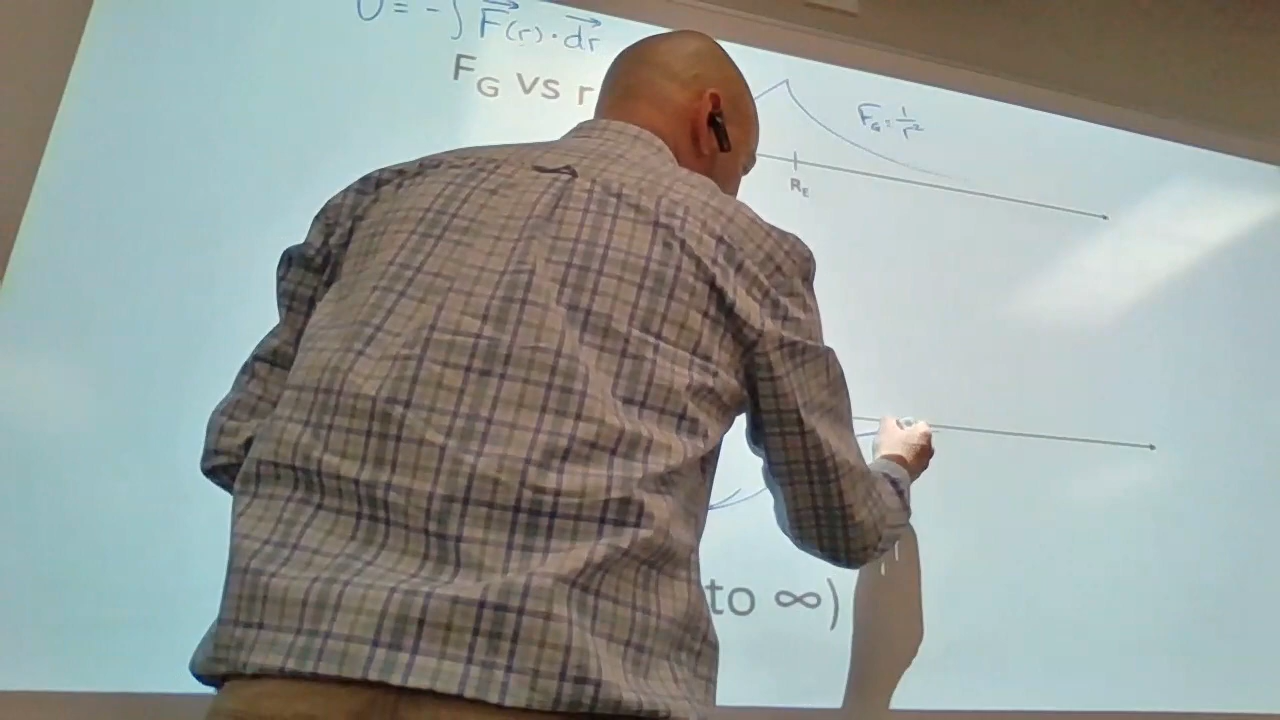 U = -∫ F⃗(r)·dr⃗
F_G vs r
F_G = 1/r²
R_E
to ∞)